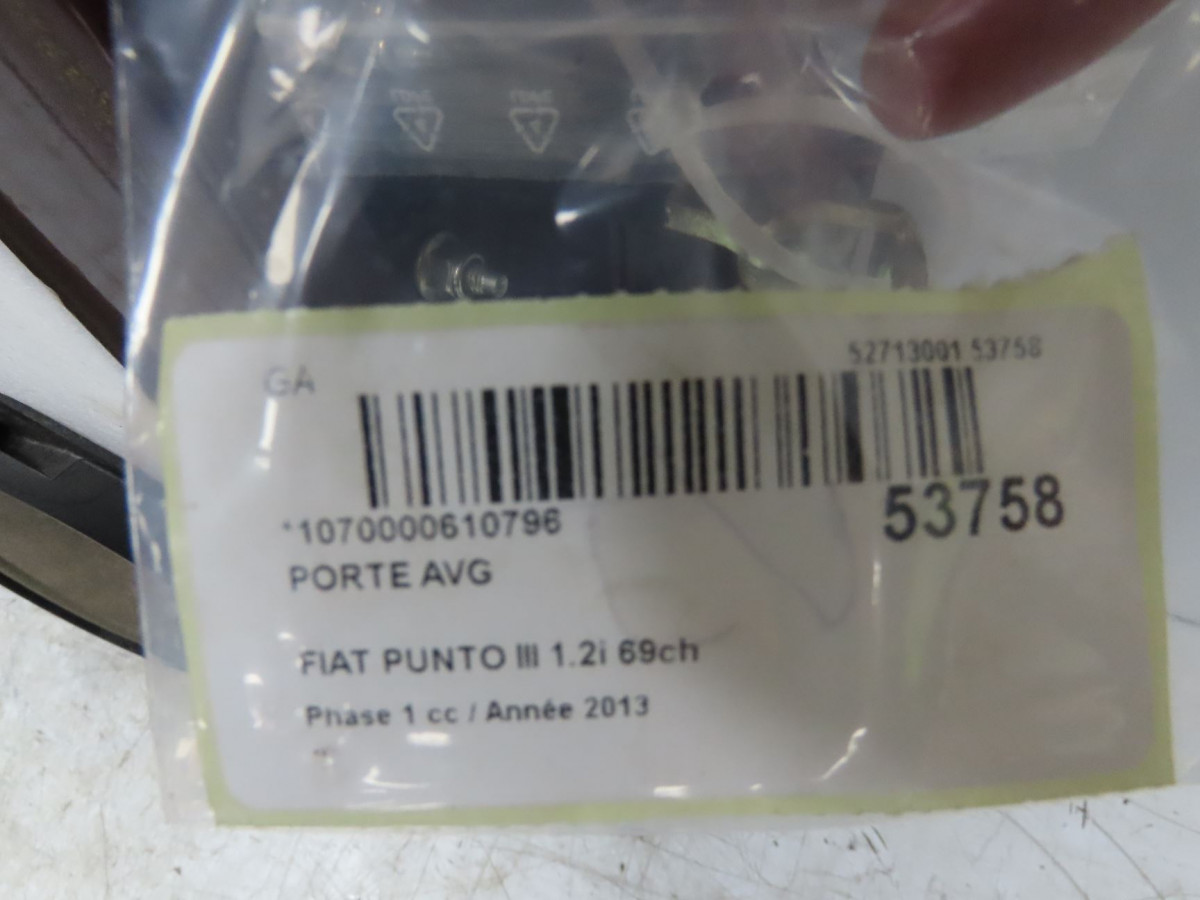 GA
52713001 53758
*1070000610796
53758
PORTE AVG
FIAT PUNTO III 1.2i 69ch
Phase 1 cc / Année 2013